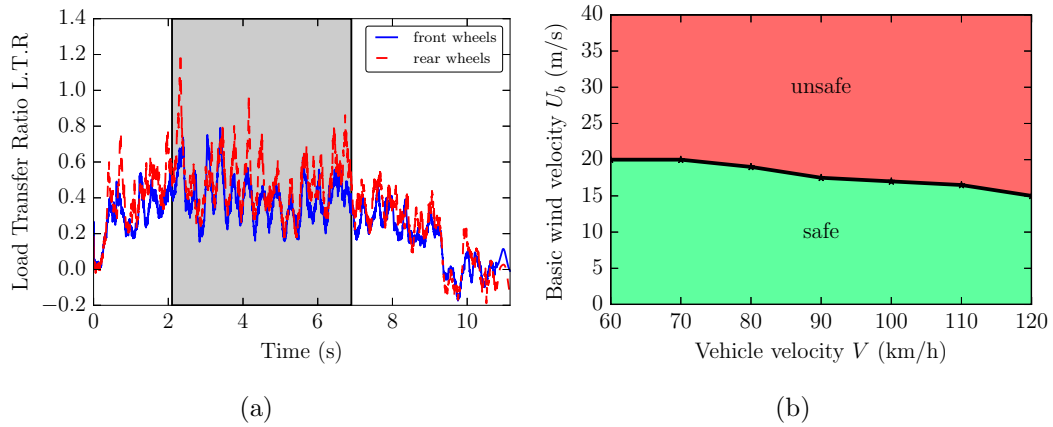 Load Transfer Ratio L.T.R
1.4
1.2
1.0
0.8
0.6
0.4
0.2
0.0
−0.2
front wheels
rear wheels
0 2 4 6 8 10
Time (s)
(a)
Basic wind velocity U_b (m/s)
40
35
30
25
20
15
10
5
0
unsafe
safe
60 70 80 90 100 110 120
Vehicle velocity V (km/h)
(b)